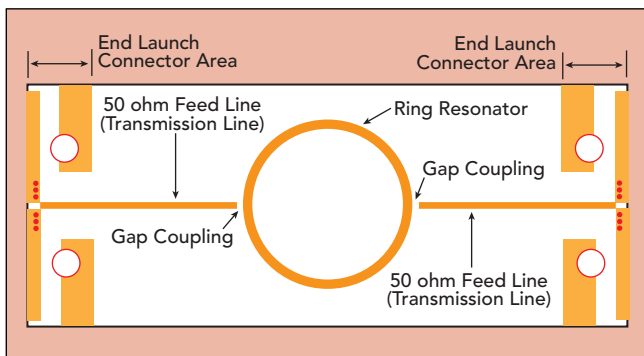 End Launch
Connector Area
End Launch
Connector Area
50 ohm Feed Line
(Transmission Line)
Ring Resonator
Gap Coupling
Gap Coupling
50 ohm Feed Line
(Transmission Line)